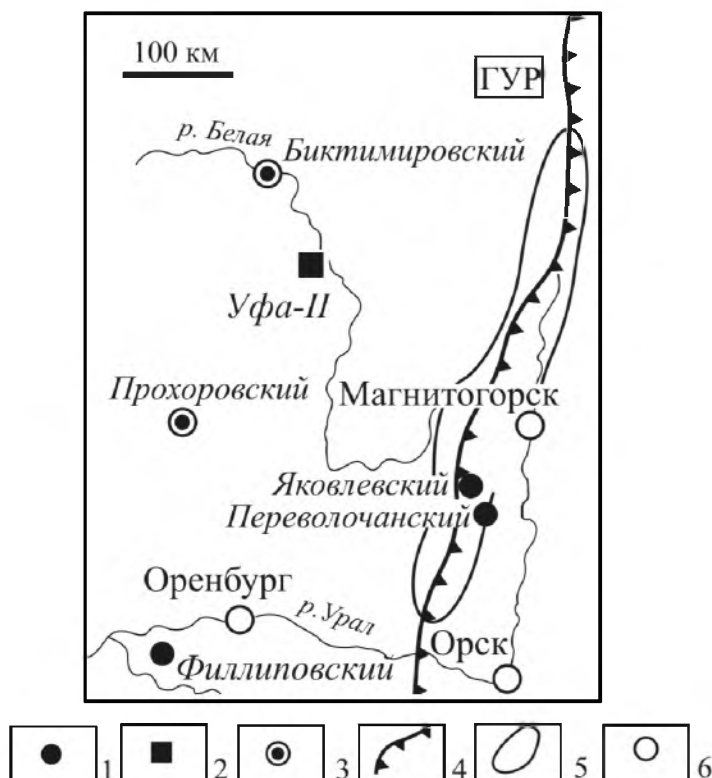 100 км
ГУР
р. Белая
Биктимировский
Уфа-II
Прохоровский
Магнитогорск
Яковлевский
Переволочанский
Оренбург
р.Урал
Орск
Филлиповский
1 2 3 4 5 6